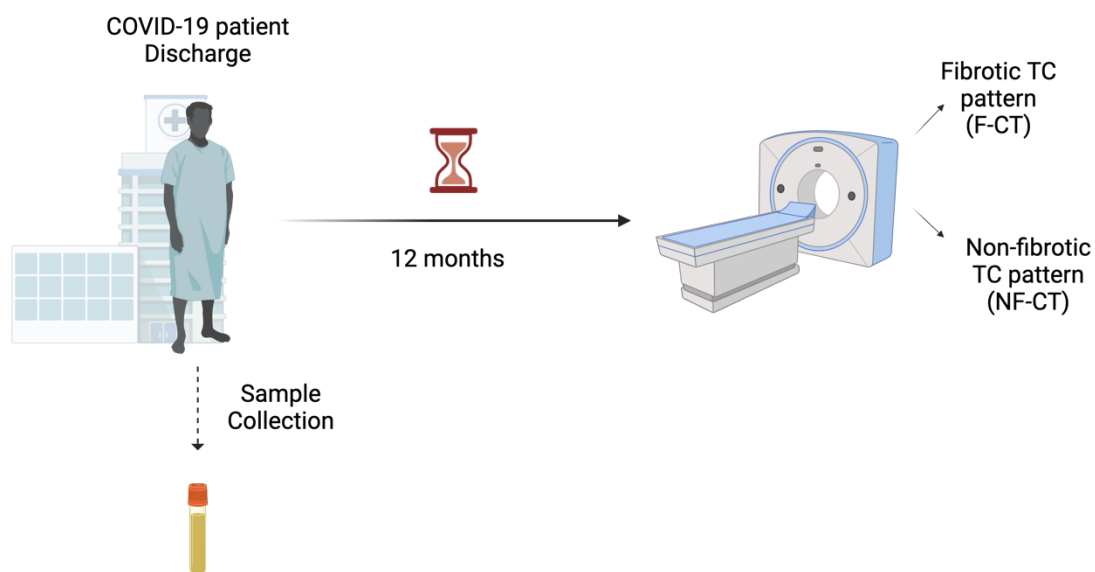 COVID-19 patient
Discharge
12 months
Fibrotic TC
pattern
(F-CT)
Non-fibrotic
TC pattern
(NF-CT)
Sample
Collection